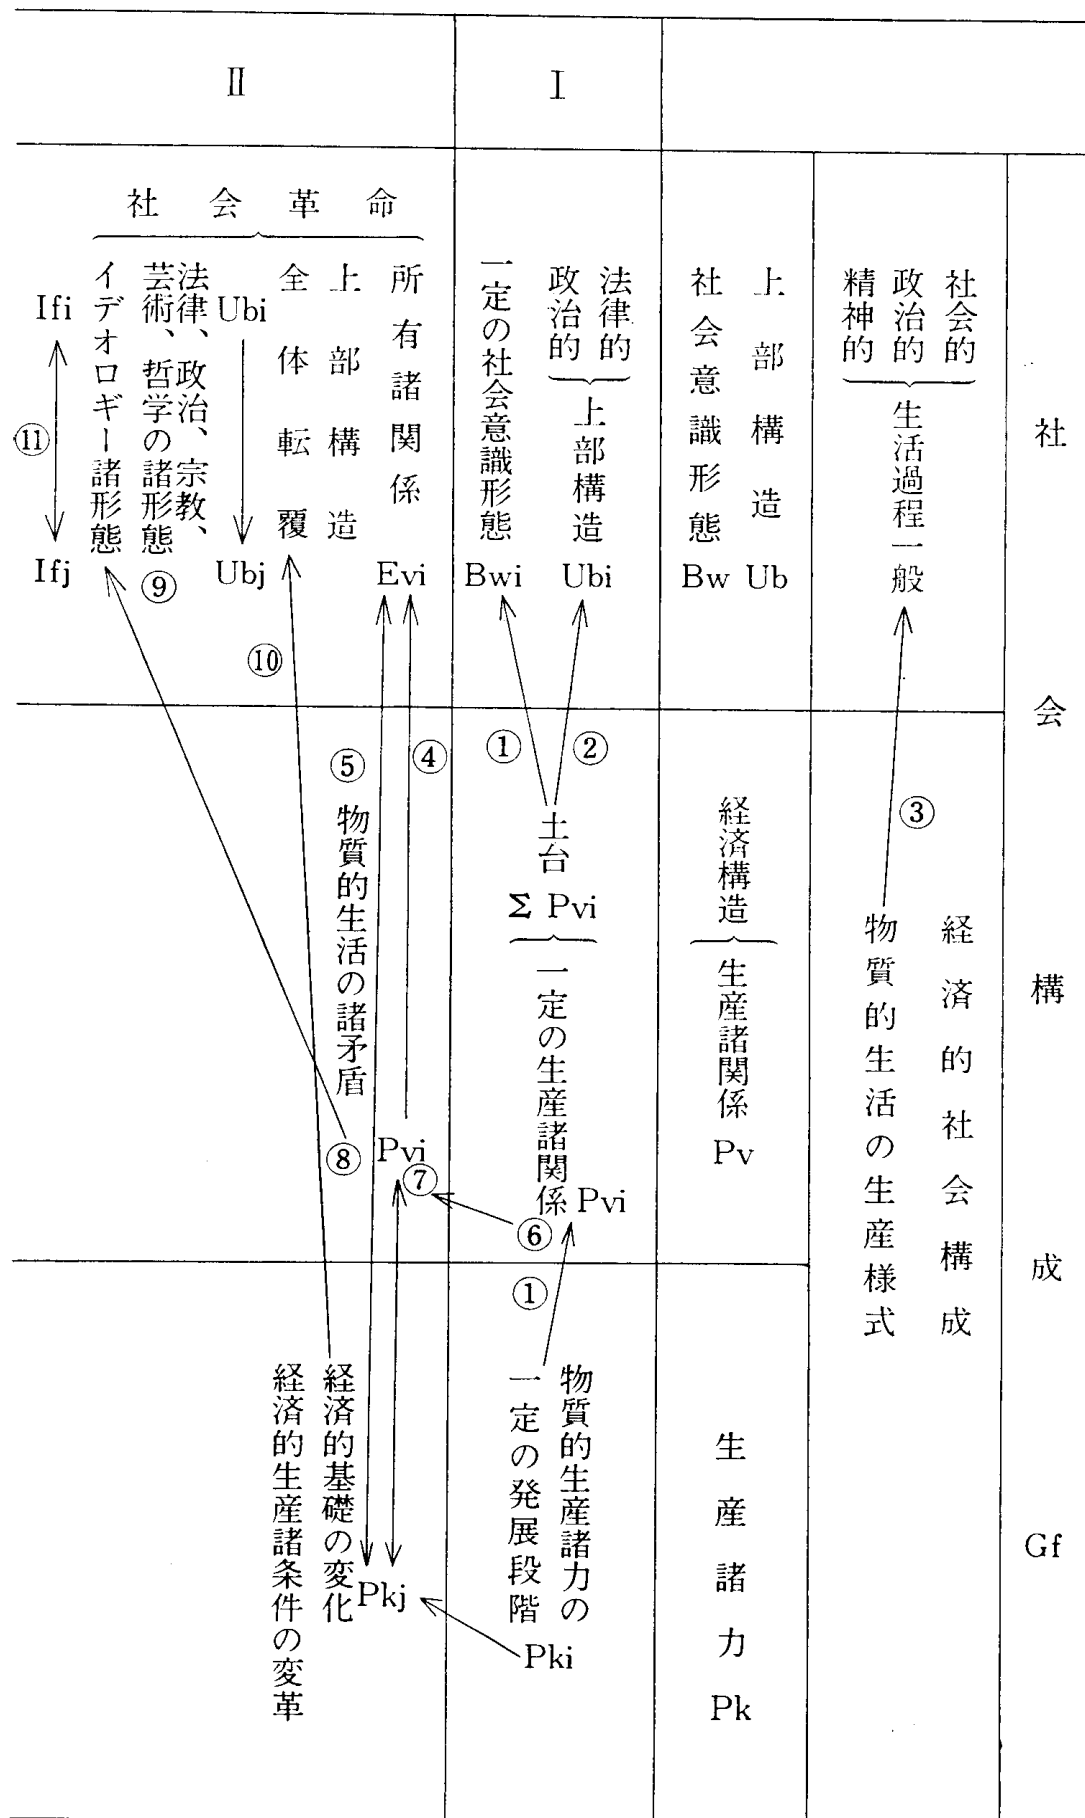 社会構成 Gf
社会的
政治的
精神的
生活過程一般
③
経済的社会構成
物質的生活の生産様式
上部構造 Ub
社会意識形態 Bw
経済構造
生産諸関係 Pv
生産諸力 Pk
Ⅰ
法律的
政治的
上部構造 Ubi
一定の社会意識形態 Bwi
①
②
土台
Σ Pvi
一定の生産諸関係 Pvi
⑥
①
物質的生産諸力の
一定の発展段階
Pki
Ⅱ
社会革命
所有諸関係 Evi
上部構造
全体転覆
Ubi
Ubj
法律、政治、宗教、
芸術、哲学の諸形態
⑨
イデオロギー諸形態
Ifi
⑪
Ifj
⑩
④
⑤
物質的生活の諸矛盾
⑧
Pvi
⑦
Pkj
経済的基礎の変化
経済的生産諸条件の変革